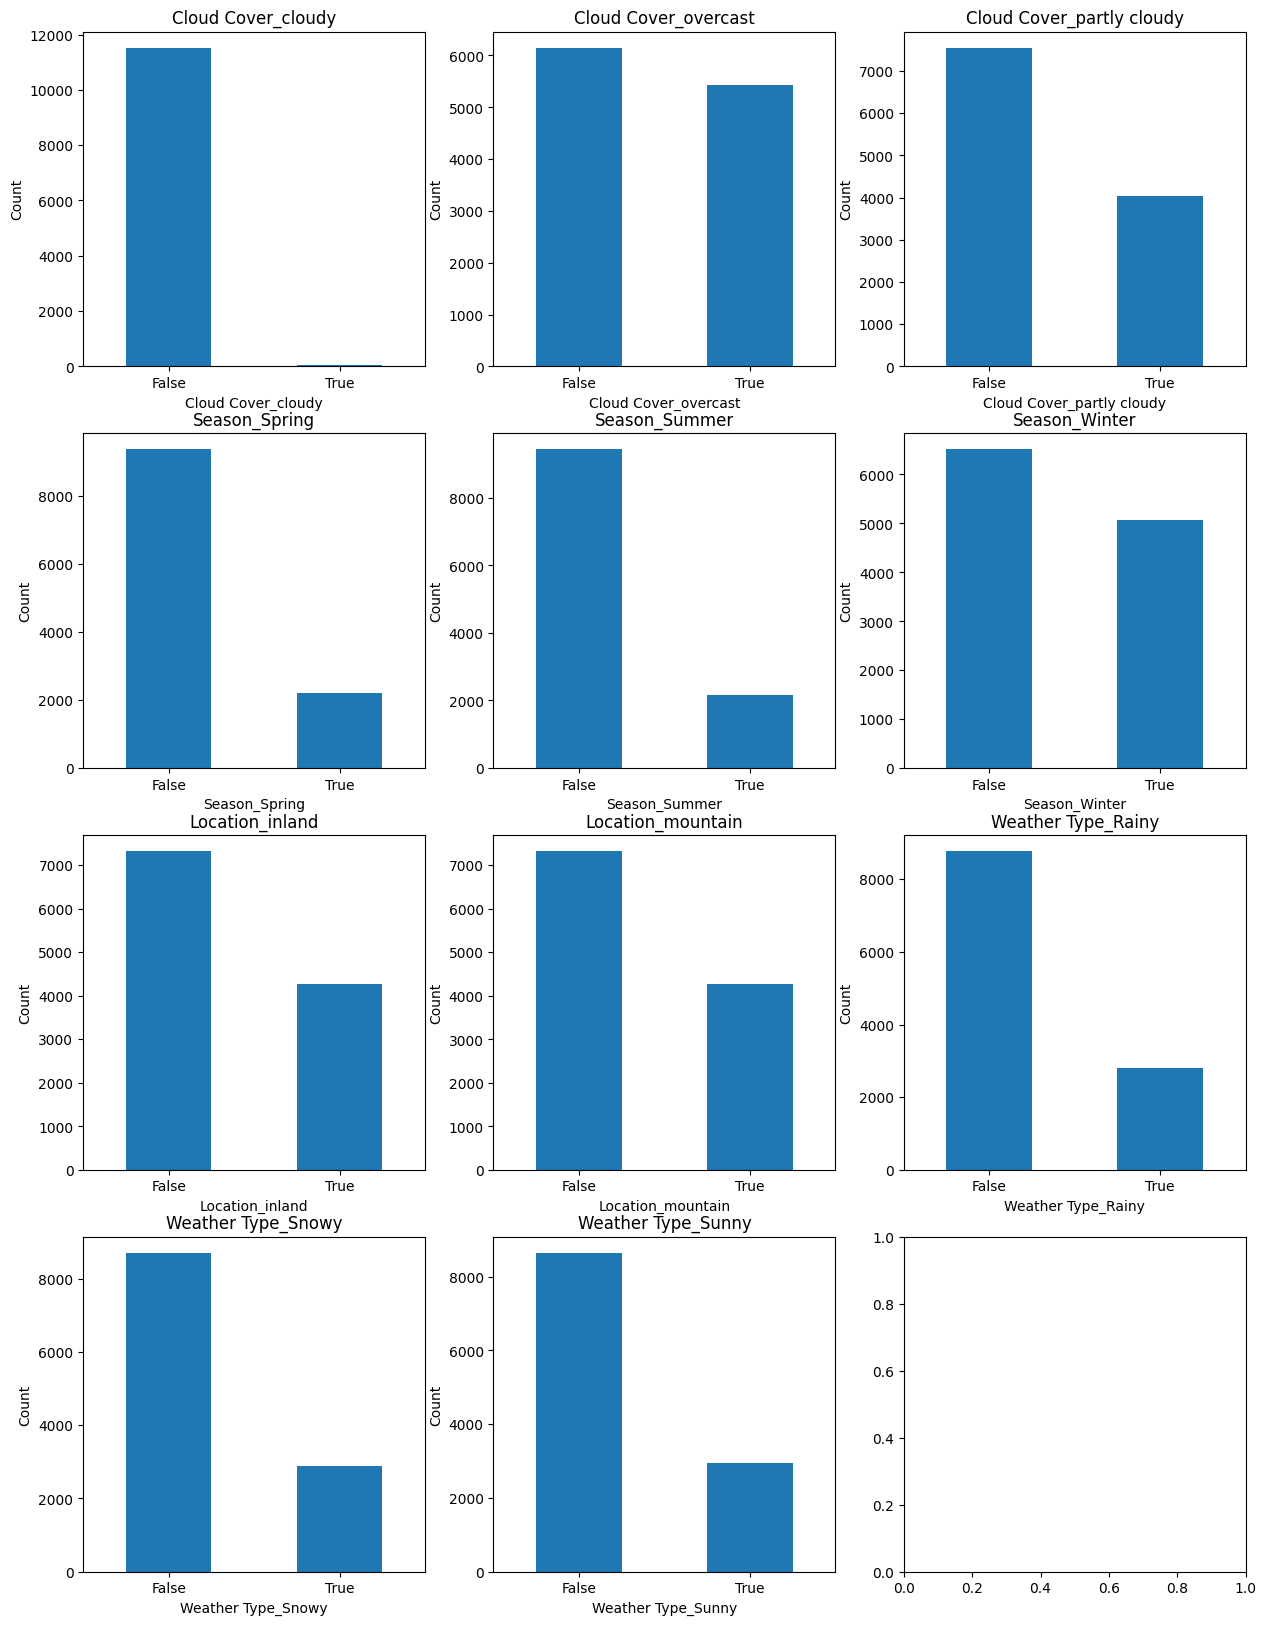 Cloud Cover_cloudy
Cloud Cover_overcast
Cloud Cover_partly cloudy
12000
10000
8000
6000
4000
2000
0
Count
False
True
Cloud Cover_cloudy
6000
5000
4000
3000
2000
1000
0
Count
False
True
Cloud Cover_overcast
7000
6000
5000
4000
3000
2000
1000
0
Count
False
True
Cloud Cover_partly cloudy
Season_Spring
8000
6000
4000
2000
0
Count
False
True
Season_Spring
Season_Summer
8000
6000
4000
2000
0
Count
False
True
Season_Summer
Season_Winter
6000
5000
4000
3000
2000
1000
0
Count
False
True
Season_Winter
Location_inland
7000
6000
5000
4000
3000
2000
1000
0
Count
False
True
Location_inland
Location_mountain
7000
6000
5000
4000
3000
2000
1000
0
Count
False
True
Location_mountain
Weather Type_Rainy
8000
6000
4000
2000
0
Count
False
True
Weather Type_Rainy
Weather Type_Snowy
8000
6000
4000
2000
0
Count
False
True
Weather Type_Snowy
Weather Type_Sunny
8000
6000
4000
2000
0
Count
False
True
Weather Type_Sunny
1.0
0.8
0.6
0.4
0.2
0.0
0.0 0.2 0.4 0.6 0.8 1.0